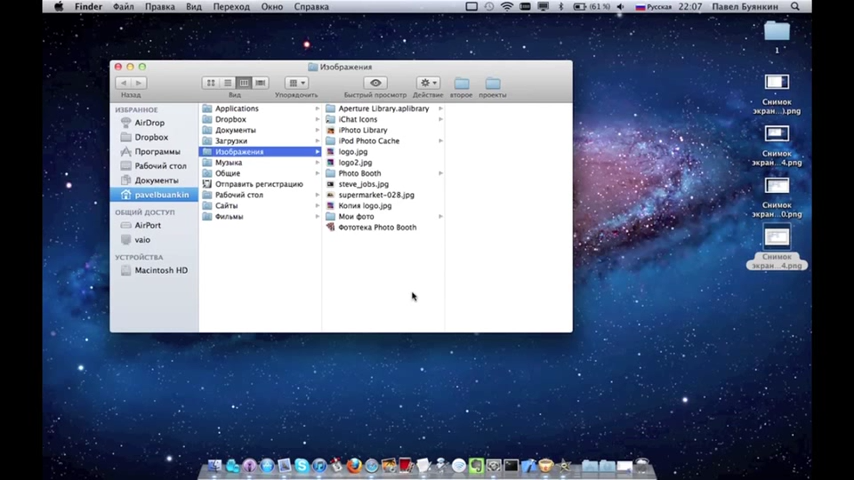 Finder Файл Правка Вид Переход Окно Справка (61 %) Русская 22:07 Павел Буянкин
Изображения
Назад Вид Упорядочить Быстрый просмотр Действие второе проекты
ИЗБРАННОЕ
AirDrop
Dropbox
Программы
Рабочий стол
Документы
pavelbuankin
ОБЩИЙ ДОСТУП
AirPort
vaio
УСТРОЙСТВА
Macintosh HD
Applications
Dropbox
Документы
Загрузки
Изображения
Музыка
Общие
Отправить регистрацию
Рабочий стол
Сайты
Фильмы
Aperture Library.aplibrary
iChat Icons
iPhoto Library
iPod Photo Cache
logo.jpg
logo2.jpg
Photo Booth
steve_jobs.jpg
supermarket-028.jpg
Копия logo.jpg
Мои фото
Фототека Photo Booth
1
Снимок
экран...).png
Снимок
экран...4.png
Снимок
экран...0.png
Снимок
экран...4.png